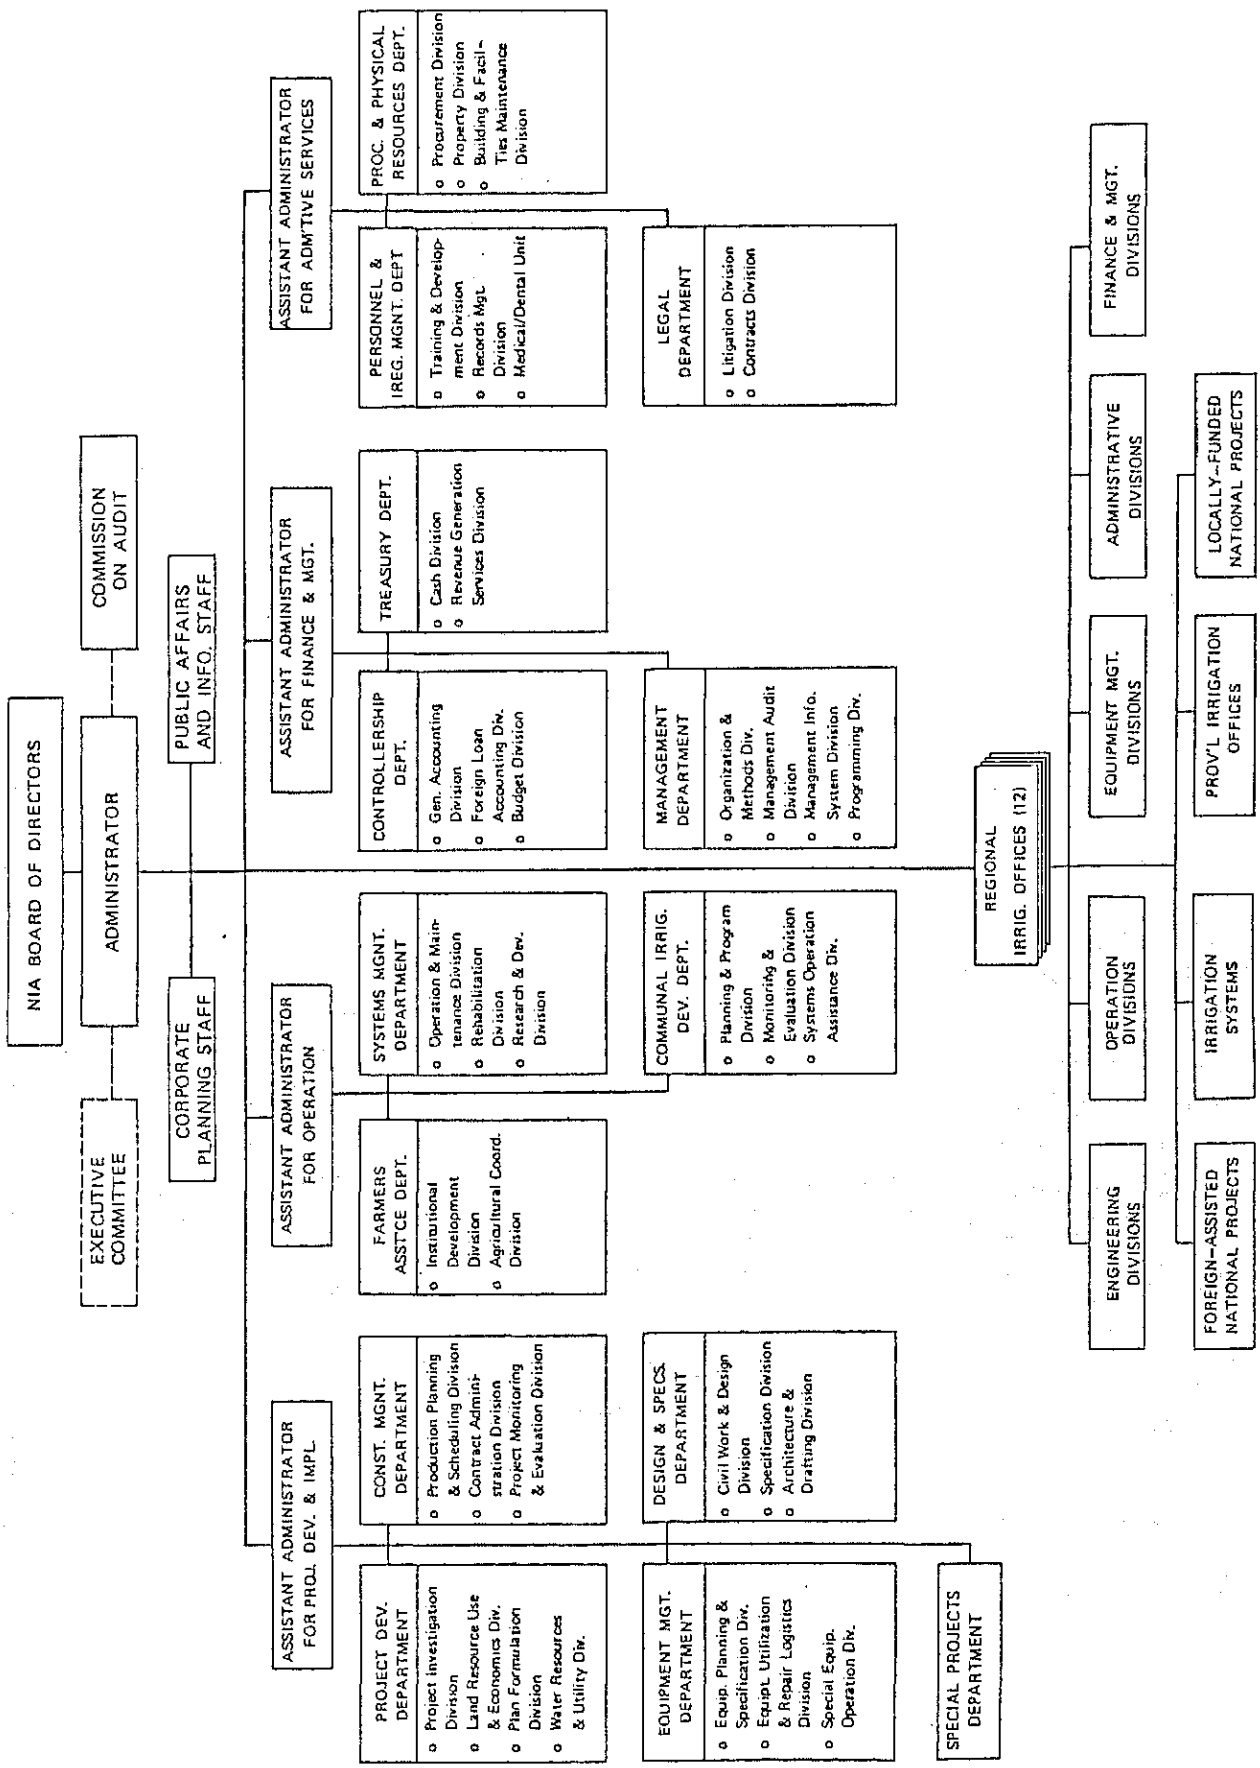 NIA BOARD OF DIRECTORS
EXECUTIVE
COMMITTEE
ADMINISTRATOR
COMMISSION
ON AUDIT
CORPORATE
PLANNING STAFF
PUBLIC AFFAIRS
AND INFO. STAFF
ASSISTANT ADMINISTRATOR
FOR PROJ. DEV. & IMPL.
ASSISTANT ADMINISTRATOR
FOR OPERATION
ASSISTANT ADMINISTRATOR
FOR FINANCE & MGT.
ASSISTANT ADMINISTRATOR
FOR ADM'TIVE SERVICES
PROJECT DEV.
DEPARTMENT
o Project Investigation
Division
o Land Resource Use
& Economics Div.
o Plan Formulation
Division
o Water Resources
& Utility Div.
CONST. MGNT.
DEPARTMENT
o Production Planning
& Scheduling Division
o Contract Admini-
stration Division
o Project Monitoring
& Evaluation Division
FARMERS
ASST'CE DEPT.
o Institutional
Development
Division
o Agricultural Coord.
Division
SYSTEMS MGNT.
DEPARTMENT
o Operation & Main-
tenance Division
o Rehabilitation
Division
o Research & Dev.
Division
CONTROLLERSHIP
DEPT.
o Gen. Accounting
Division
o Foreign Loan
Accounting Div.
o Budget Division
TREASURY DEPT.
o Cash Division
o Revenue Generation
Services Division
PERSONNEL &
IREG. MGNT. DEPT
o Training & Develop-
ment Division
o Records Mgt.
Division
o Medical/Dental Unit
PROC. & PHYSICAL
RESOURCES DEPT.
o Procurement Division
o Property Division
o Building & Facil-
Ties Maintenance
Division
EQUIPMENT MGT.
DEPARTMENT
o Equip. Planning &
Specification Div.
o Equipt. Utilization
& Repair Logistics
Division
o Special Equip.
Operation Div.
DESIGN & SPECS.
DEPARTMENT
o Civil Work & Design
Division
o Specification Division
o Architecture &
Drafting Division
COMMUNAL IRRIG.
DEV. DEPT.
o Planning & Program
Division
o Monitoring &
Evaluation Division
o Systems Operation
Assistance Div.
MANAGEMENT
DEPARTMENT
o Organization &
Methods Div.
o Management Audit
Division
o Management Info.
System Division
o Programming Div.
LEGAL
DEPARTMENT
o Litigation Division
o Contracts Division
SPECIAL PROJECTS
DEPARTMENT
REGIONAL
IRRIG. OFFICES (12)
ENGINEERING
DIVISIONS
OPERATION
DIVISIONS
EQUIPMENT MGT.
DIVISIONS
ADMINISTRATIVE
DIVISIONS
FINANCE & MGT.
DIVISIONS
FOREIGN-ASSISTED
NATIONAL PROJECTS
IRRIGATION
SYSTEMS
PROV'L IRRIGATION
OFFICES
LOCALLY-FUNDED
NATIONAL PROJECTS